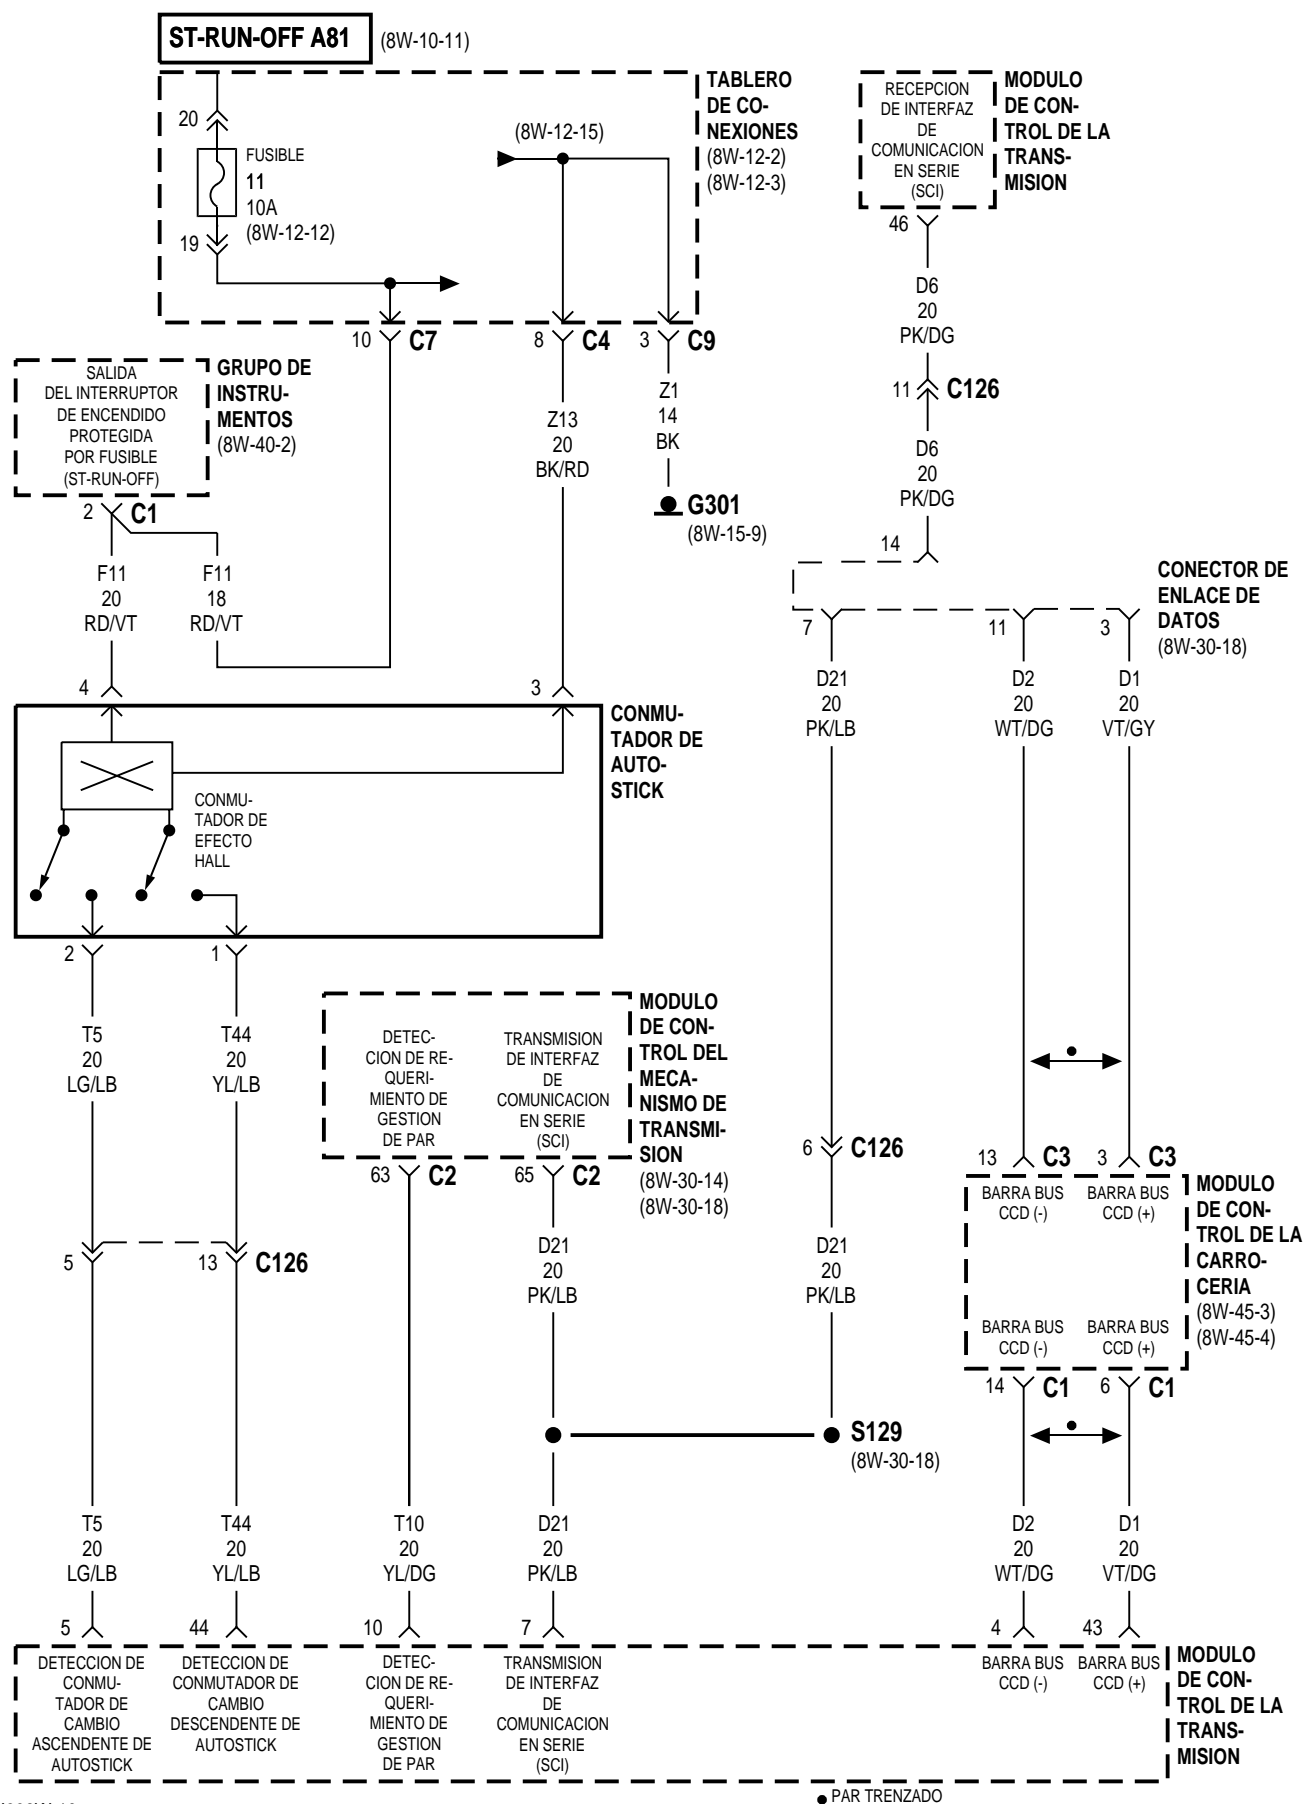 ST-RUN-OFF A81 (8W-10-11)
TABLERO
DE CO-
NEXIONES
(8W-12-2)
(8W-12-3)
20
FUSIBLE
11
10A
(8W-12-12)
19
(8W-12-15)
10 C7
8 C4
3 C9
RECEPCION
DE INTERFAZ
DE
COMUNICACION
EN SERIE
(SCI)
MODULO
DE CON-
TROL DE LA
TRANS-
MISION
46
D6
20
PK/DG
11 C126
D6
20
PK/DG
14
SALIDA
DEL INTERRUPTOR
DE ENCENDIDO
PROTEGIDA
POR FUSIBLE
(ST-RUN-OFF)
GRUPO DE
INSTRU-
MENTOS
(8W-40-2)
2 C1
F11
20
RD/VT
F11
18
RD/VT
Z13
20
BK/RD
Z1
14
BK
G301
(8W-15-9)
CONECTOR DE
ENLACE DE
DATOS
(8W-30-18)
7
11
3
D21
20
PK/LB
D2
20
WT/DG
D1
20
VT/GY
4
3
CONMU-
TADOR DE
AUTO-
STICK
CONMU-
TADOR DE
EFECTO
HALL
2
1
T5
20
LG/LB
T44
20
YL/LB
DETEC-
CION DE RE-
QUERI-
MIENTO DE
GESTION
DE PAR
TRANSMISION
DE INTERFAZ
DE
COMUNICACION
EN SERIE
(SCI)
MODULO
DE CON-
TROL DEL
MECA-
NISMO DE
TRANSMI-
SION
(8W-30-14)
(8W-30-18)
63 C2
65 C2
6 C126
13 C3
3 C3
BARRA BUS
CCD (-)
BARRA BUS
CCD (+)
MODULO
DE CON-
TROL DE LA
CARRO-
CERIA
(8W-45-3)
(8W-45-4)
BARRA BUS
CCD (-)
BARRA BUS
CCD (+)
14 C1
6 C1
5
13 C126
D21
20
PK/LB
D21
20
PK/LB
S129
(8W-30-18)
T5
20
LG/LB
T44
20
YL/LB
T10
20
YL/DG
D21
20
PK/LB
D2
20
WT/DG
D1
20
VT/DG
5
44
10
7
4
43
DETECCION DE
CONMU-
TADOR DE
CAMBIO
ASCENDENTE DE
AUTOSTICK
DETECCION DE
CONMUTADOR DE
CAMBIO
DESCENDENTE DE
AUTOSTICK
DETEC-
CION DE RE-
QUERI-
MIENTO DE
GESTION
DE PAR
TRANSMISION
DE INTERFAZ
DE
COMUNICACION
EN SERIE
(SCI)
BARRA BUS
CCD (-)
BARRA BUS
CCD (+)
MODULO
DE CON-
TROL DE LA
TRANS-
MISION
PAR TRENZADO